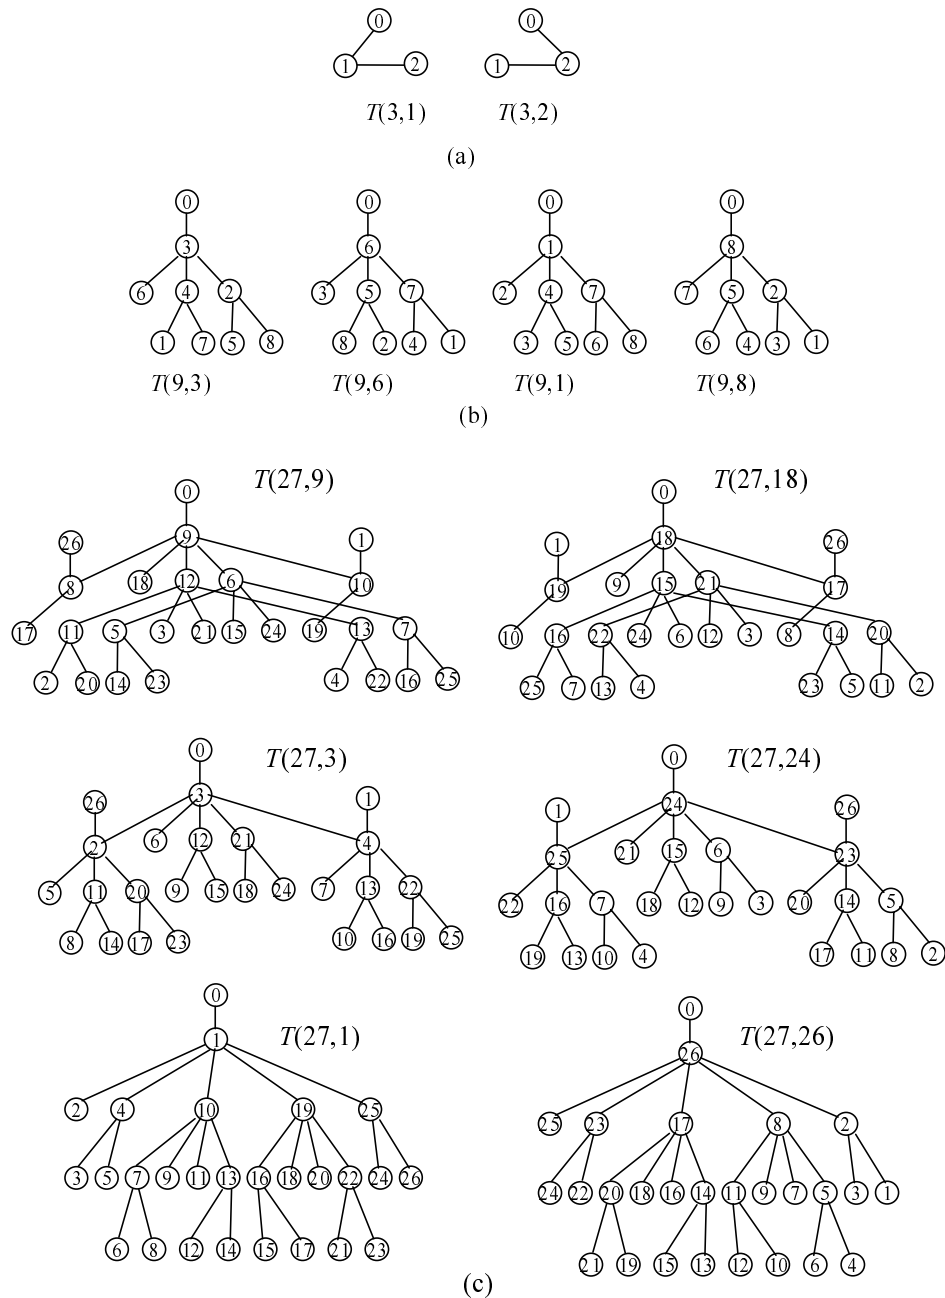 0 0
1 2 1 2
T(3,1) T(3,2)
(a)
0 0 0 0
3 6 1 8
6 4 2 3 5 7 2 4 7 7 5 2
1 7 5 8 8 2 4 1 3 5 6 8 6 4 3 1
T(9,3) T(9,6) T(9,1) T(9,8)
(b)
T(27,9) T(27,18)
0 0
26 9 1 1 18 26
8 18 12 6 10 19 9 15 21 17
17 11 5 3 21 15 24 19 13 7 10 16 22 24 6 12 3 8 14 20
2 20 14 23 4 22 16 25 25 7 13 4 23 5 11 2
0 T(27,3) 0 T(27,24)
26 3 1 1 24 26
2 6 12 21 4 25 21 15 6 23
5 11 20 9 15 18 24 7 13 22 22 16 7 18 12 9 3 20 14 5
8 14 17 23 10 16 19 25 19 13 10 4 17 11 8 2
0 0
1 T(27,1) 26 T(27,26)
2 4 10 19 25 25 23 17 8 2
3 5 7 9 11 13 16 18 20 22 24 26 24 22 20 18 16 14 11 9 7 5 3 1
6 8 12 14 15 17 21 23 21 19 15 13 12 10 6 4
(c)